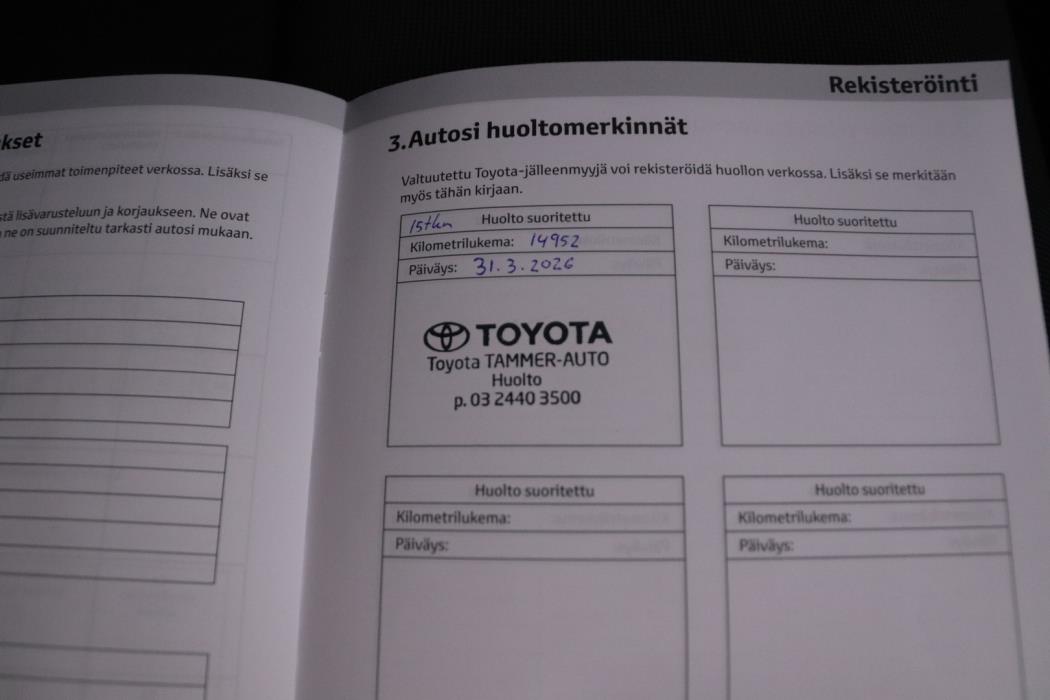 kset
dä useimmat toimenpiteet verkossa. Lisäksi se
stä lisävarusteluun ja korjaukseen. Ne ovat
ne on suunniteltu tarkasti autosi mukaan.
Rekisteröinti
3. Autosi huoltomerkinnät
Valtuutettu Toyota-jälleenmyyjä voi rekisteröidä huollon verkossa. Lisäksi se merkitään
myös tähän kirjaan.
15tkm Huolto suoritettu
Kilometrilukema: 14952
Päiväys: 31.3.2026
TOYOTA
Toyota TAMMER-AUTO
Huolto
p. 03 2440 3500
Huolto suoritettu
Kilometrilukema:
Päiväys:
Huolto suoritettu
Kilometrilukema:
Päiväys:
Huolto suoritettu
Kilometrilukema:
Päiväys: